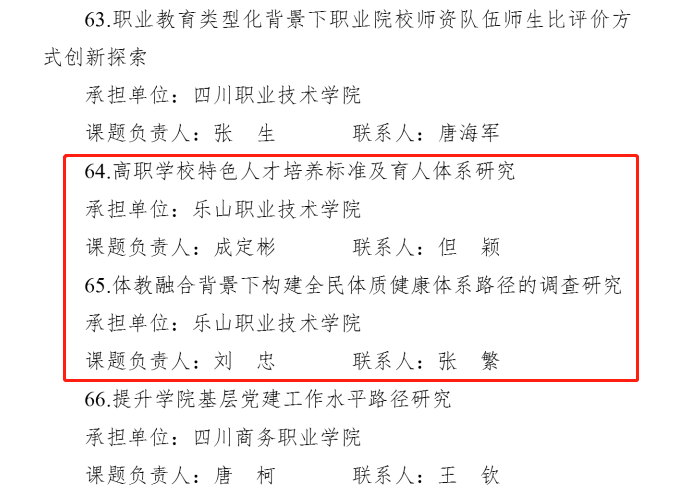 63.职业教育类型化背景下职业院校师资队伍师生比评价方
式创新探索
承担单位：四川职业技术学院
课题负责人：张　生　　　联系人：唐海军
64.高职学校特色人才培养标准及育人体系研究
承担单位：乐山职业技术学院
课题负责人：成定彬　　　联系人：但　颖
65.体教融合背景下构建全民体质健康体系路径的调查研究
承担单位：乐山职业技术学院
课题负责人：刘　忠　　　联系人：张　繁
66.提升学院基层党建工作水平路径研究
承担单位：四川商务职业学院
课题负责人：唐　柯　　　联系人：王　钦